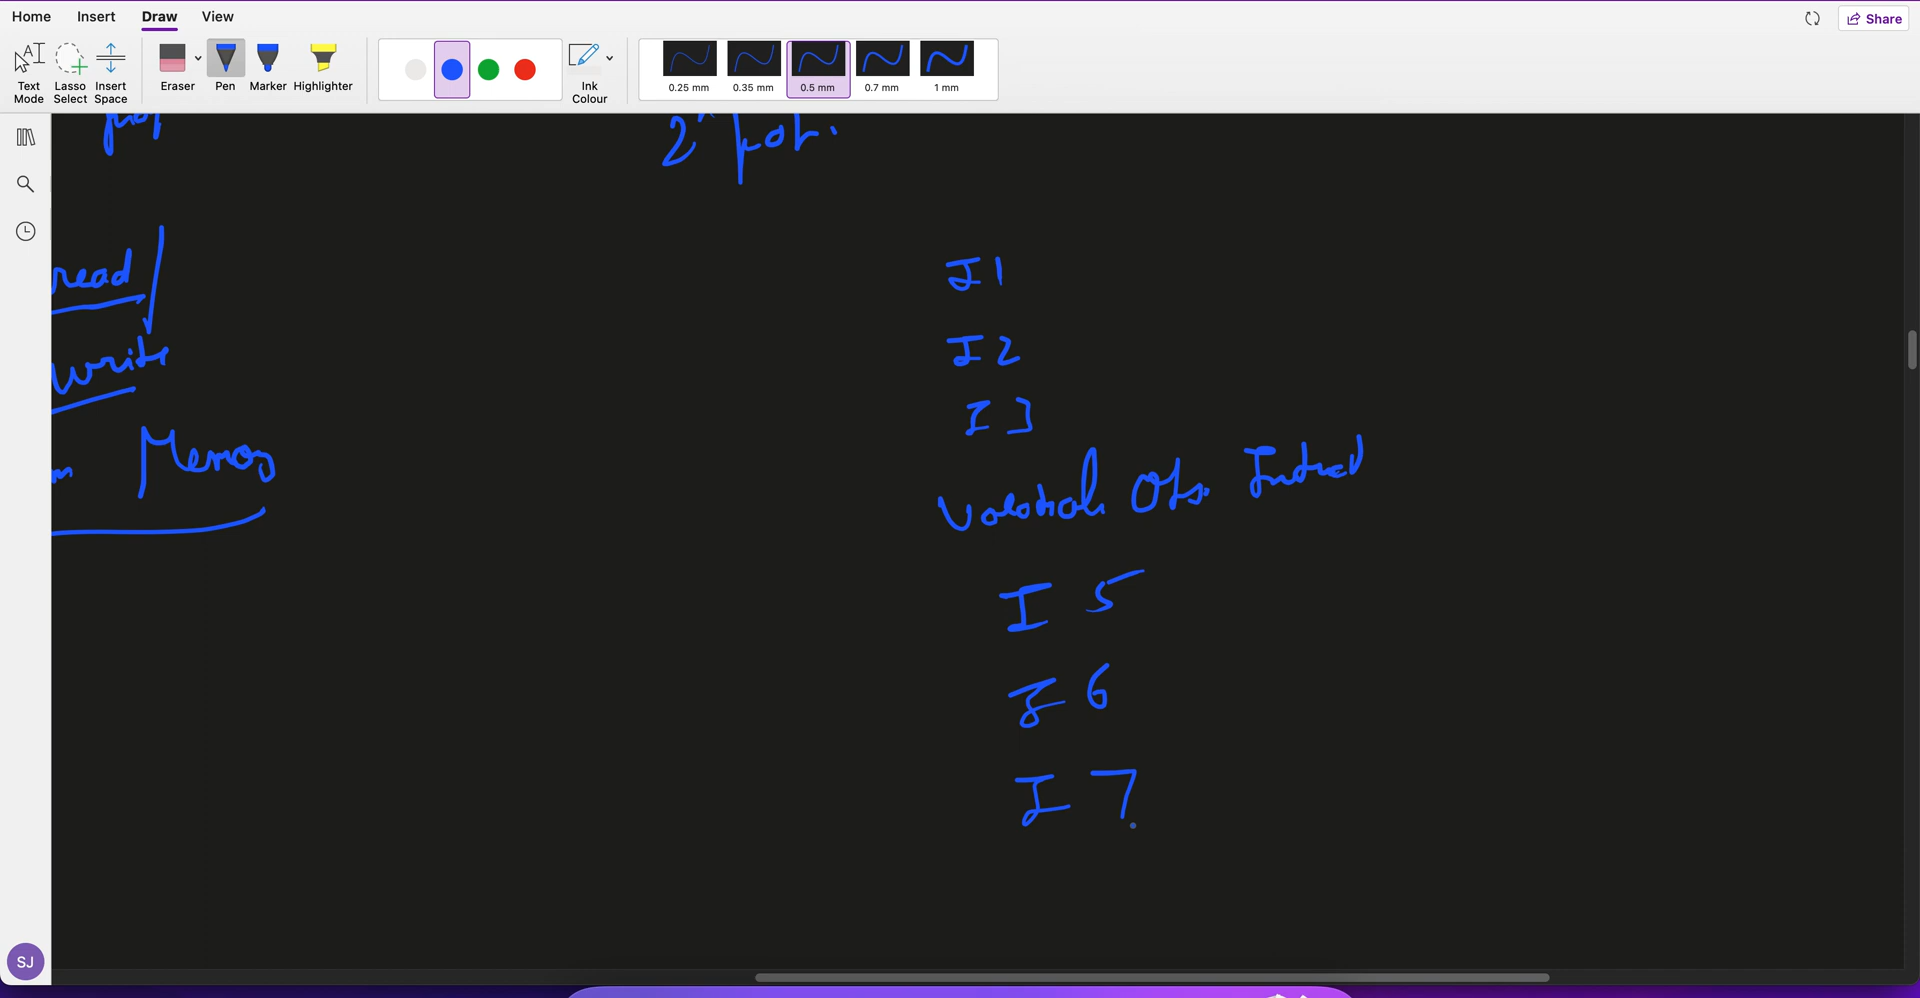 Home Insert Draw View
Share
Text Mode
Lasso Select
Insert Space
Eraser
Pen
Marker
Highlighter
Ink Colour
0.25 mm
0.35 mm
0.5 mm
0.7 mm
1 mm
2
read
write
Memory
I 1
I 2
I 3
I 5
I 6
I 7
SJ